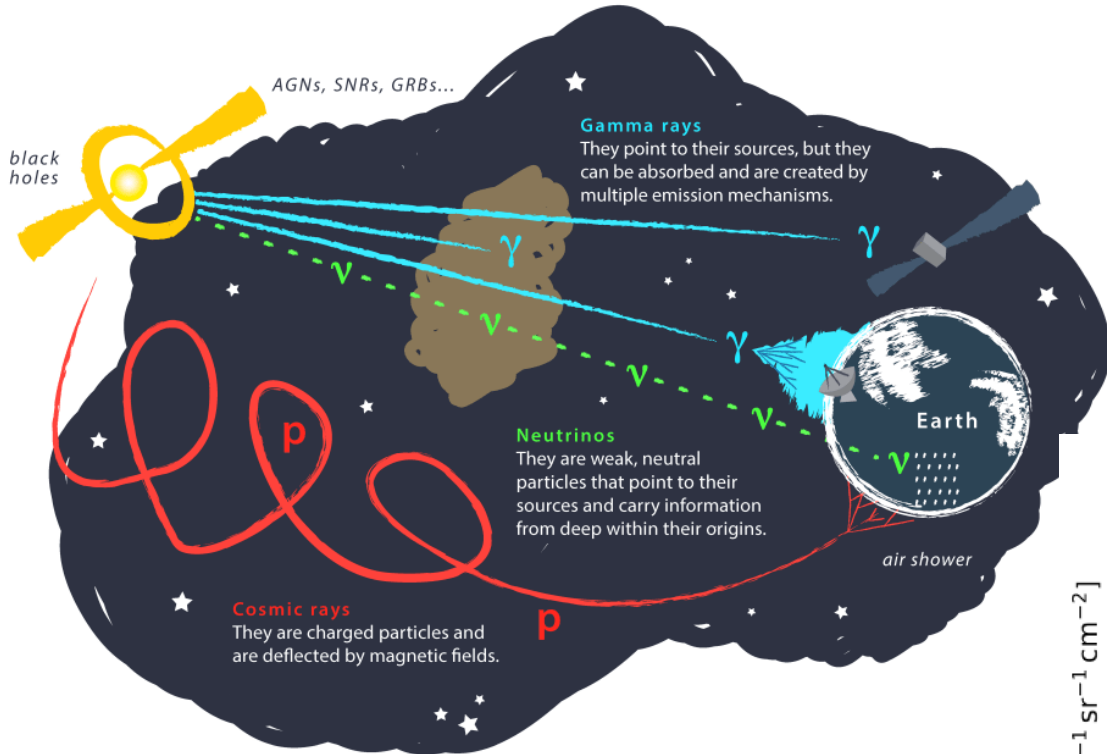 AGNs, SNRs, GRBs...
black
holes
Gamma rays
They point to their sources, but they
can be absorbed and are created by
multiple emission mechanisms.
γ
γ
ν
ν
γ
ν
ν
Earth
ν
p
Neutrinos
They are weak, neutral
particles that point to their
sources and carry information
from deep within their origins.
air shower
Cosmic rays
They are charged particles and
are deflected by magnetic fields.
p
⁻¹ sr⁻¹ cm⁻²]